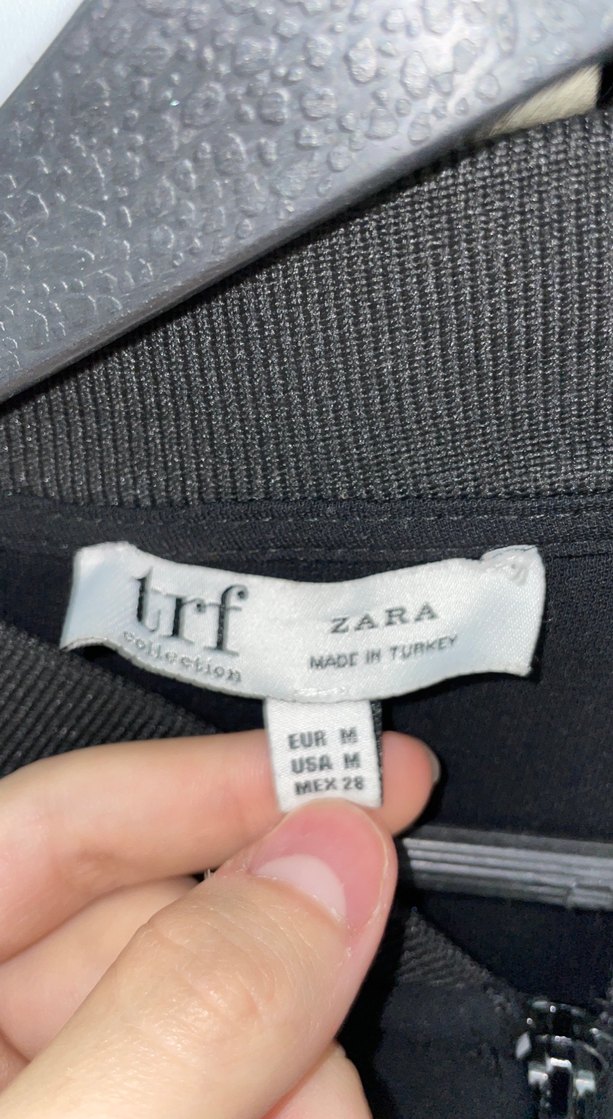 trf
collection
ZARA
MADE IN TURKEY
EUR M
USA M
MEX 28